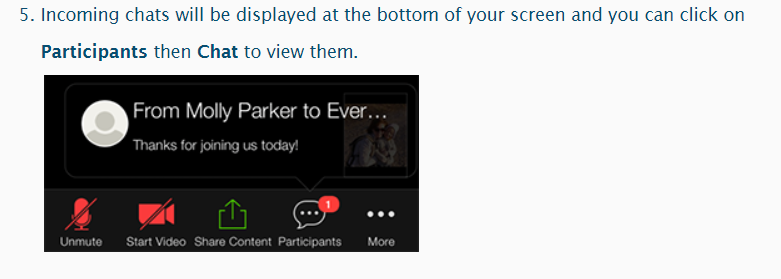 5. Incoming chats will be displayed at the bottom of your screen and you can click on
Participants then Chat to view them.
From Molly Parker to Ever...
Thanks for joining us today!
1
Unmute Start Video Share Content Participants More